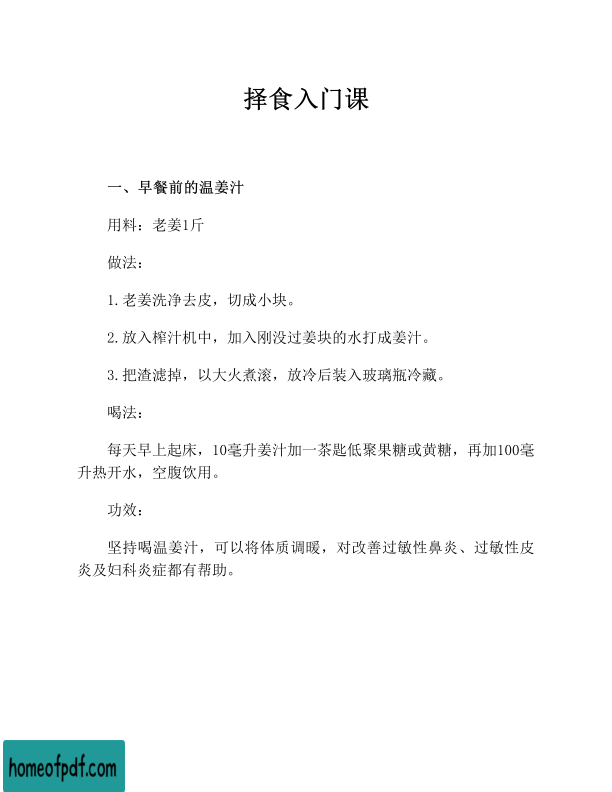 择食入门课
一、早餐前的温姜汁
用料：老姜1斤
做法：
1.老姜洗净去皮，切成小块。
2.放入榨汁机中，加入刚没过姜块的水打成姜汁。
3.把渣滤掉，以大火煮滚，放冷后装入玻璃瓶冷藏。
喝法：
每天早上起床，10毫升姜汁加一茶匙低聚果糖或黄糖，再加100毫
升热开水，空腹饮用。
功效：
坚持喝温姜汁，可以将体质调暖，对改善过敏性鼻炎、过敏性皮
炎及妇科炎症都有帮助。
homeofpdf.com